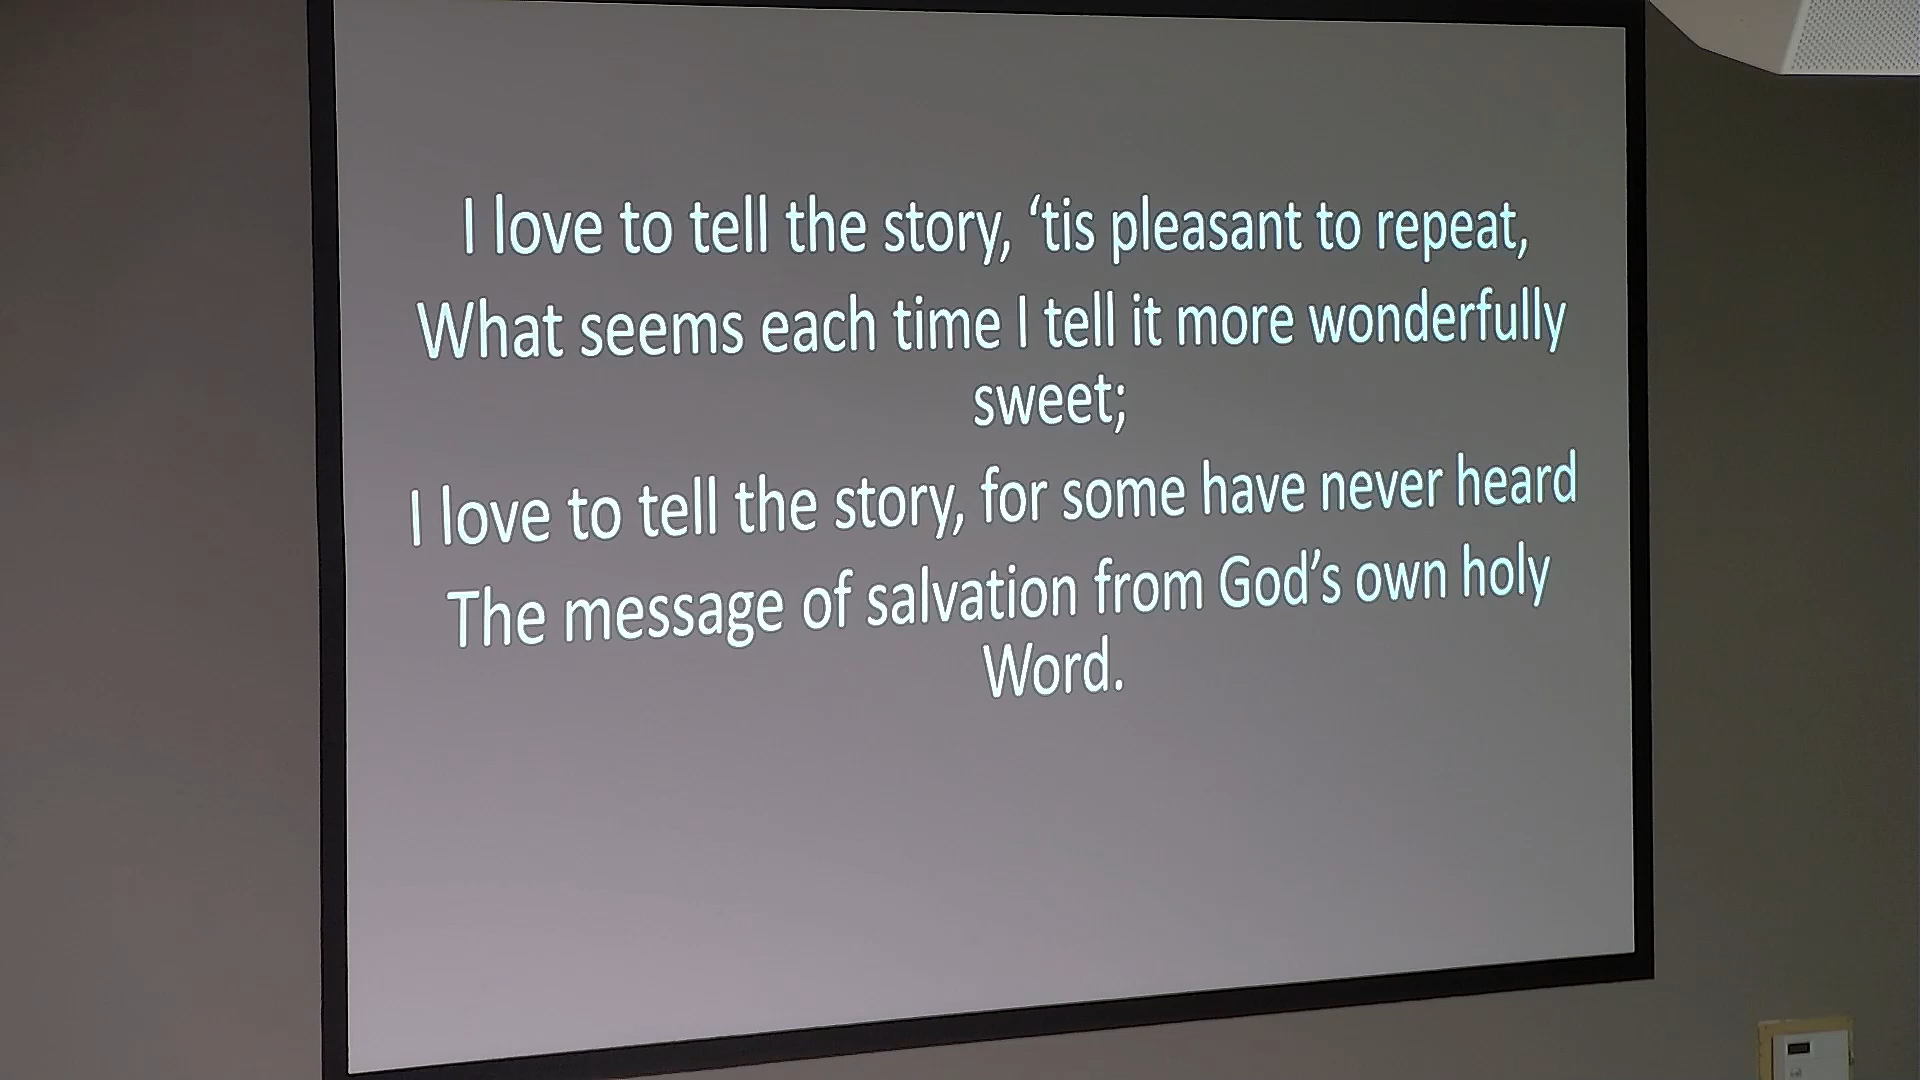 I love to tell the story, ‘tis pleasant to repeat,
What seems each time I tell it more wonderfully
sweet;
I love to tell the story, for some have never heard
The message of salvation from God’s own holy
Word.